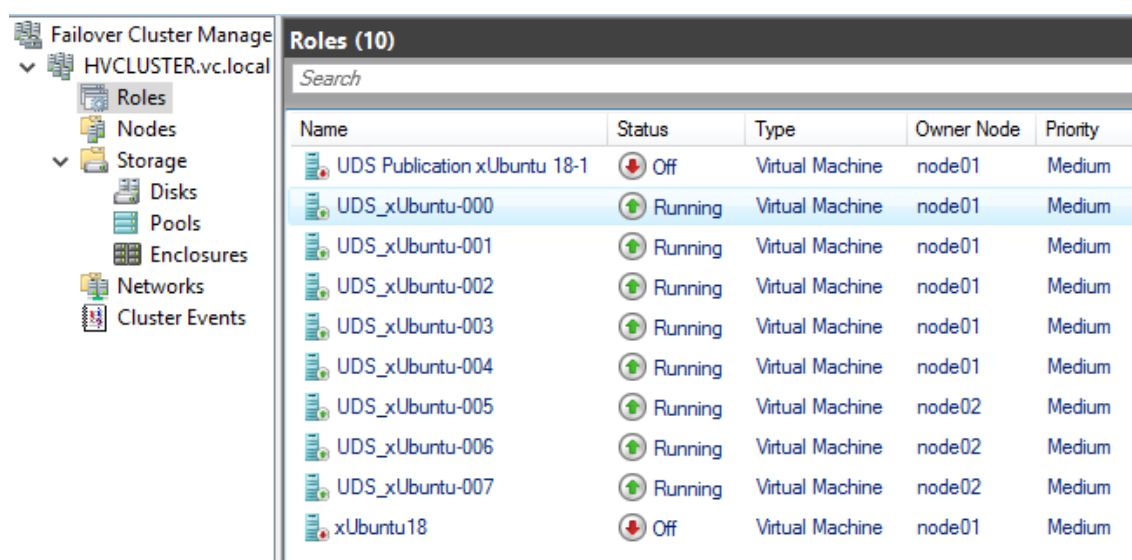 Failover Cluster Manage
HVCLUSTER.vc.local
Roles
Nodes
Storage
Disks
Pools
Enclosures
Networks
Cluster Events
Roles (10)
Search
Name Status Type Owner Node Priority
UDS Publication xUbuntu 18-1 Off Virtual Machine node01 Medium
UDS_xUbuntu-000 Running Virtual Machine node01 Medium
UDS_xUbuntu-001 Running Virtual Machine node01 Medium
UDS_xUbuntu-002 Running Virtual Machine node01 Medium
UDS_xUbuntu-003 Running Virtual Machine node01 Medium
UDS_xUbuntu-004 Running Virtual Machine node01 Medium
UDS_xUbuntu-005 Running Virtual Machine node02 Medium
UDS_xUbuntu-006 Running Virtual Machine node02 Medium
UDS_xUbuntu-007 Running Virtual Machine node02 Medium
xUbuntu18 Off Virtual Machine node01 Medium